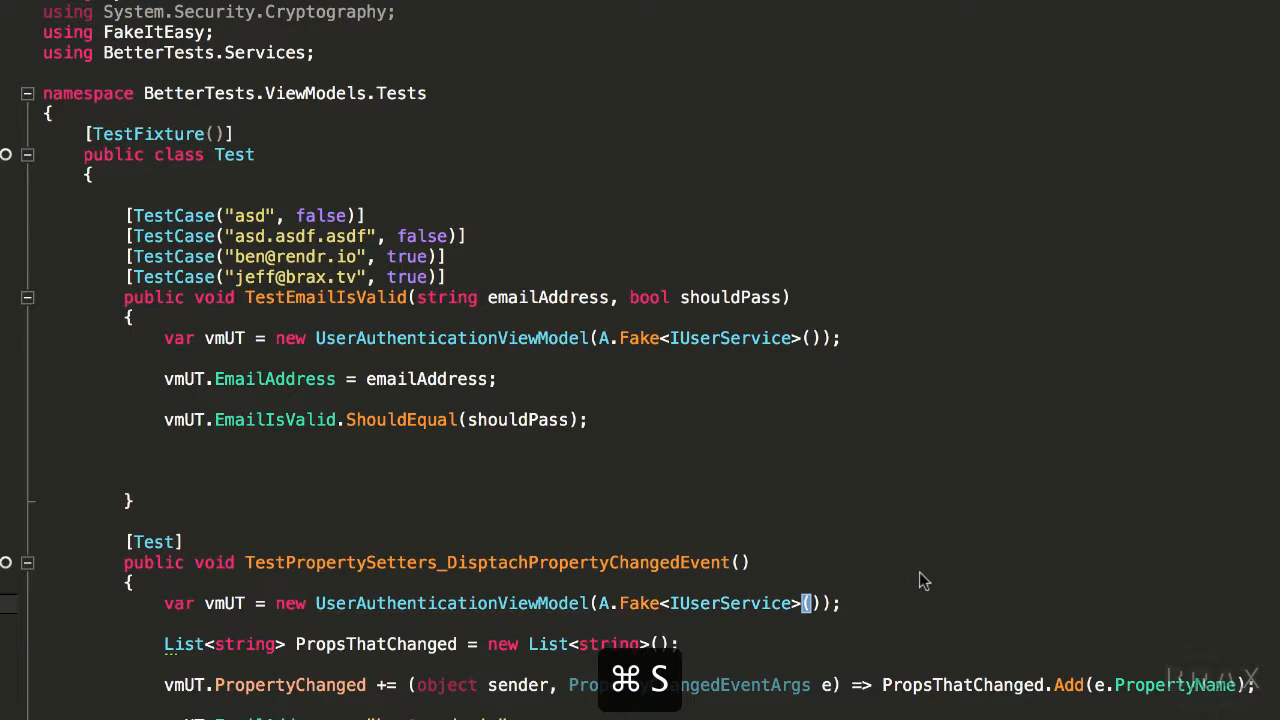 using System.Security.Cryptography;
using FakeItEasy;
using BetterTests.Services;
namespace BetterTests.ViewModels.Tests
{
[TestFixture()]
public class Test
{
[TestCase("asd", false)]
[TestCase("asd.asdf.asdf", false)]
[TestCase("ben@rendr.io", true)]
[TestCase("jeff@brax.tv", true)]
public void TestEmailIsValid(string emailAddress, bool shouldPass)
{
var vmUT = new UserAuthenticationViewModel(A.Fake<IUserService>());
vmUT.EmailAddress = emailAddress;
vmUT.EmailIsValid.ShouldEqual(shouldPass);
}
[Test]
public void TestPropertySetters_DisptachPropertyChangedEvent()
{
var vmUT = new UserAuthenticationViewModel(A.Fake<IUserService>());
List<string> PropsThatChanged = new List<string>();
⌘ S
vmUT.PropertyChanged += (object sender, PropertyChangedEventArgs e) => PropsThatChanged.Add(e.PropertyName);
BRAX